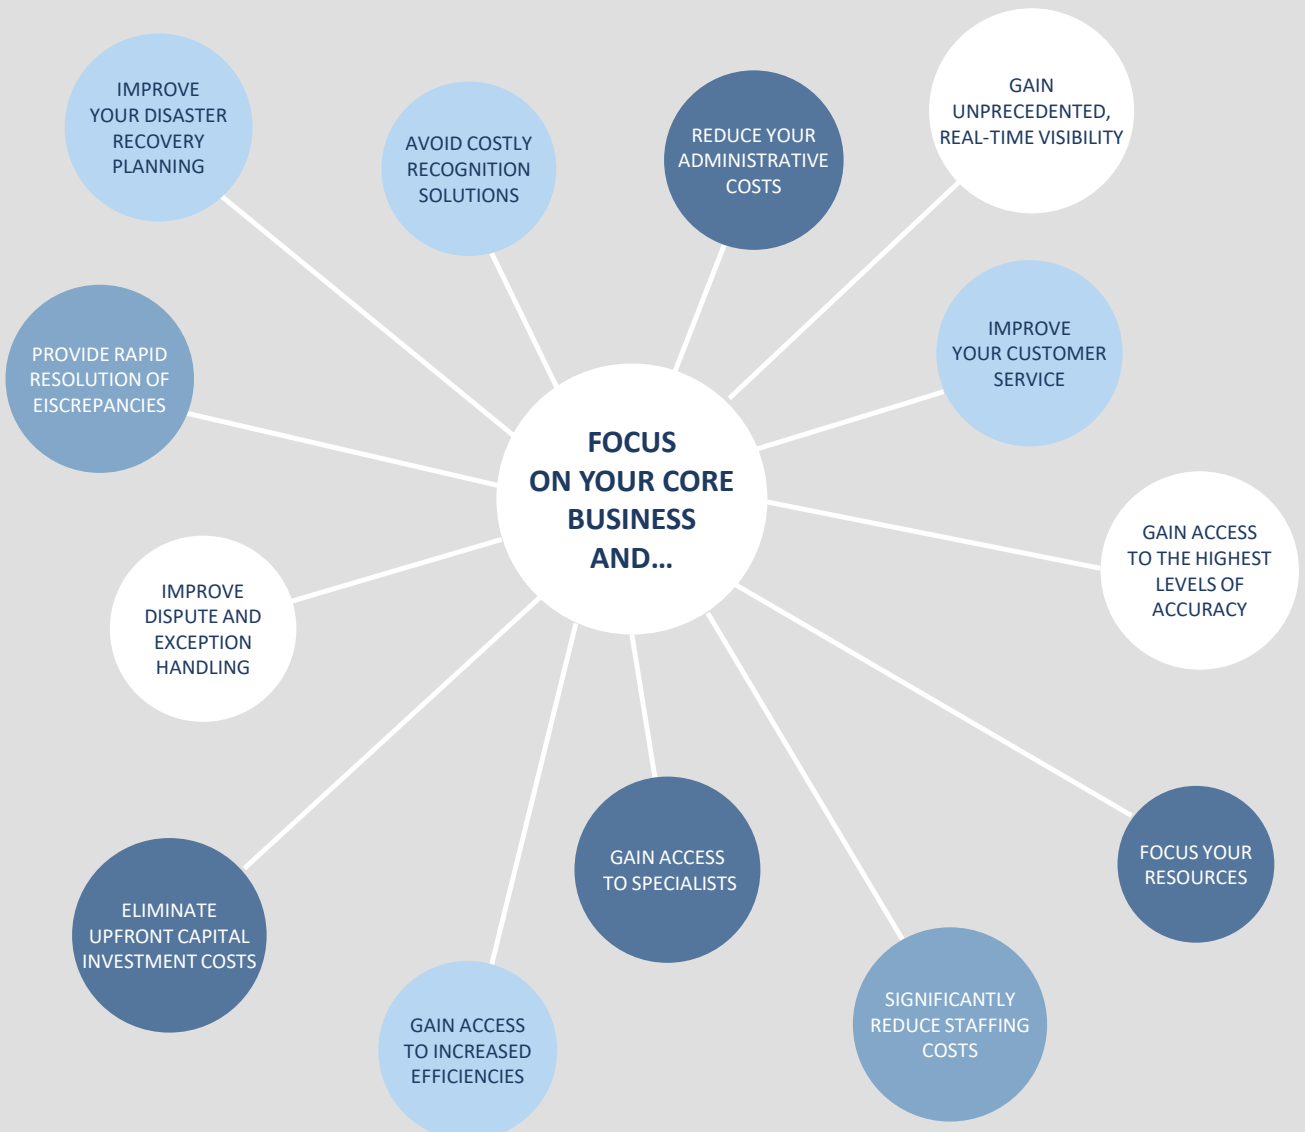 IMPROVE
YOUR DISASTER
RECOVERY
PLANNING
AVOID COSTLY
RECOGNITION
SOLUTIONS
REDUCE YOUR
ADMINISTRATIVE
COSTS
GAIN
UNPRECEDENTED,
REAL-TIME VISIBILITY
PROVIDE RAPID
RESOLUTION OF
EISCREPANCIES
IMPROVE
YOUR CUSTOMER
SERVICE
FOCUS
ON YOUR CORE
BUSINESS
AND...
GAIN ACCESS
TO THE HIGHEST
LEVELS OF
ACCURACY
IMPROVE
DISPUTE AND
EXCEPTION
HANDLING
GAIN ACCESS
TO SPECIALISTS
FOCUS YOUR
RESOURCES
ELIMINATE
UPFRONT CAPITAL
INVESTMENT COSTS
GAIN ACCESS
TO INCREASED
EFFICIENCIES
SIGNIFICANTLY
REDUCE STAFFING
COSTS